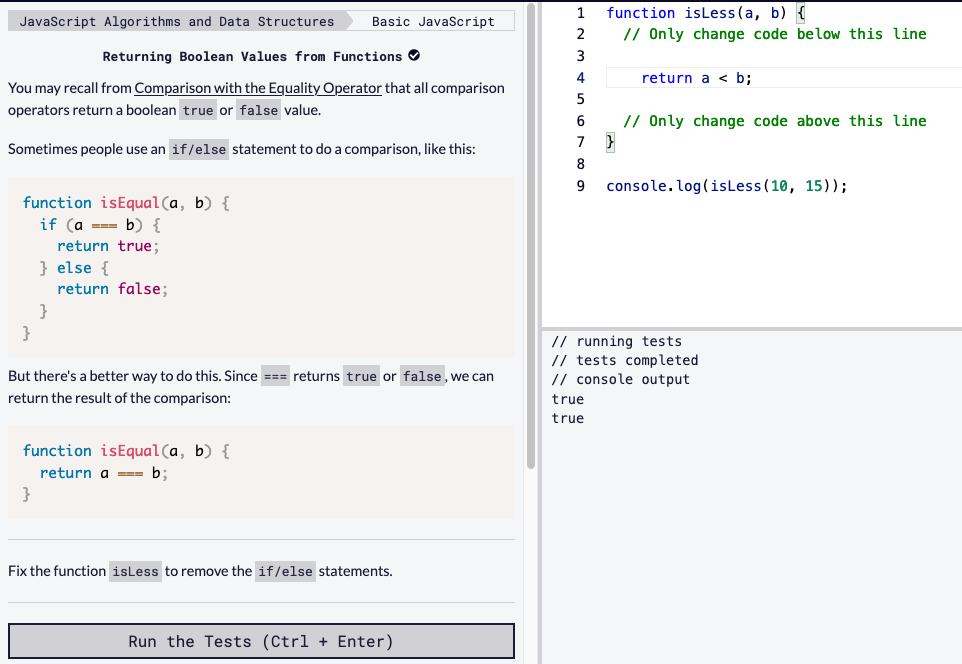 JavaScript Algorithms and Data Structures Basic JavaScript
Returning Boolean Values from Functions
You may recall from Comparison with the Equality Operator that all comparison
operators return a boolean true or false value.
Sometimes people use an if/else statement to do a comparison, like this:
function isEqual(a, b) {
  if (a === b) {
    return true;
  } else {
    return false;
  }
}
But there's a better way to do this. Since === returns true or false, we can
return the result of the comparison:
function isEqual(a, b) {
  return a === b;
}
Fix the function isLess to remove the if/else statements.
Run the Tests (Ctrl + Enter)
1 function isLess(a, b) {
2   // Only change code below this line
3
4     return a < b;
5
6   // Only change code above this line
7 }
8
9 console.log(isLess(10, 15));
// running tests
// tests completed
// console output
true
true